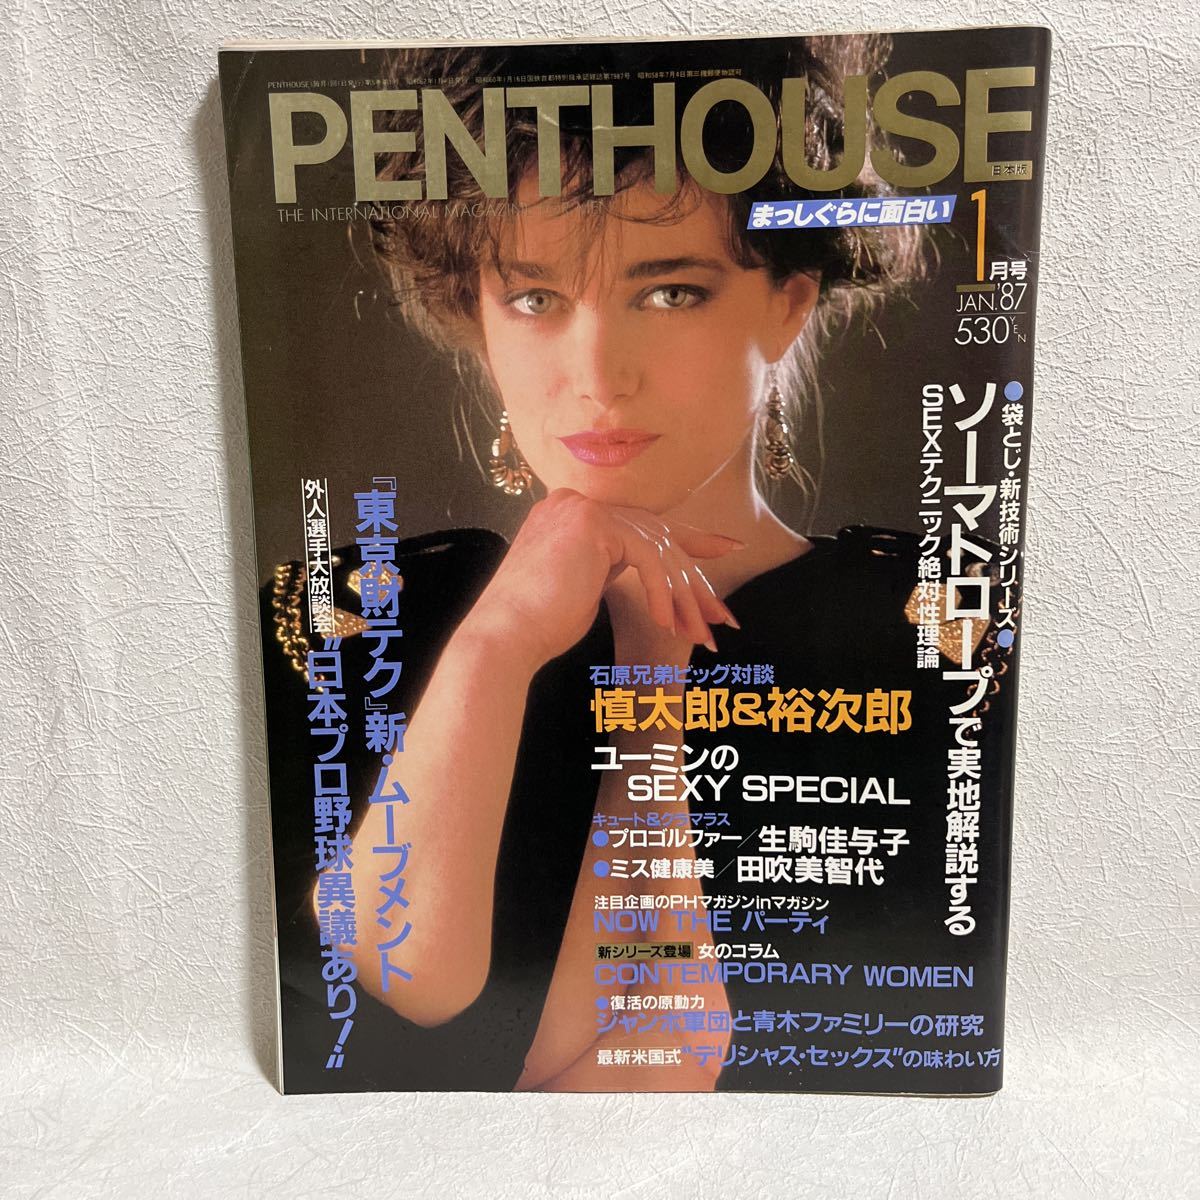 PENTHOUSE
日本版
THE INTERNATIONAL MAGAZINE
まっしぐらに面白い
1月号
JAN.'87
530YEN
●袋とじ・新技術シリーズ●
ソーマトロープで実地解説する
SEXテクニック絶対性理論
『東京財テク』新・ムーブメント
外人選手大放談会
"日本プロ野球異議あり!"
石原兄弟ビッグ対談
慎太郎&裕次郎
ユーミンの
SEXY SPECIAL
キュート&グラマラス
●プロゴルファー/生駒佳与子
●ミス健康美/田吹美智代
注目企画のPHマガジンinマガジン
NOW THE パーティ
新シリーズ登場 女のコラム
CONTEMPORARY WOMEN
●復活の原動力
ジャンボ軍団と青木ファミリーの研究
最新米国式"デリシャス・セックス"の味わい方